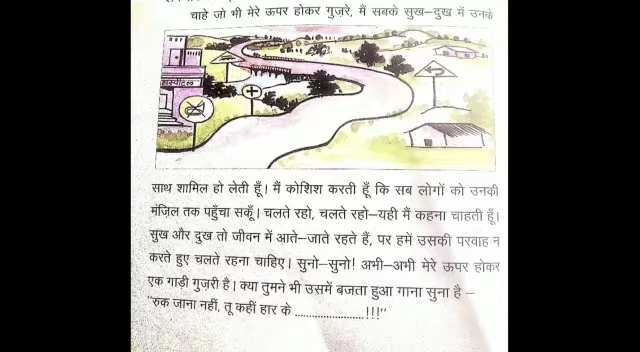 चाहे जो भी मेरे ऊपर होकर गुज़रे, मैं सबके सुख–दुख में उनके
हास्पीटल
साथ शामिल हो लेती हूँ। मैं कोशिश करती हूँ कि सब लोगों को उनकी
मंज़िल तक पहुँचा सकूँ। चलते रहो, चलते रहो–यही मैं कहना चाहती हूँ।
सुख और दुख तो जीवन में आते–जाते रहते हैं, पर हमें उसकी परवाह न
करते हुए चलते रहना चाहिए। सुनो–सुनो! अभी–अभी मेरे ऊपर होकर
एक गाड़ी गुज़री है। क्या तुमने भी उसमें बजता हुआ गाना सुना है –
"रुक जाना नहीं, तू कहीं हार के ......................!!!"